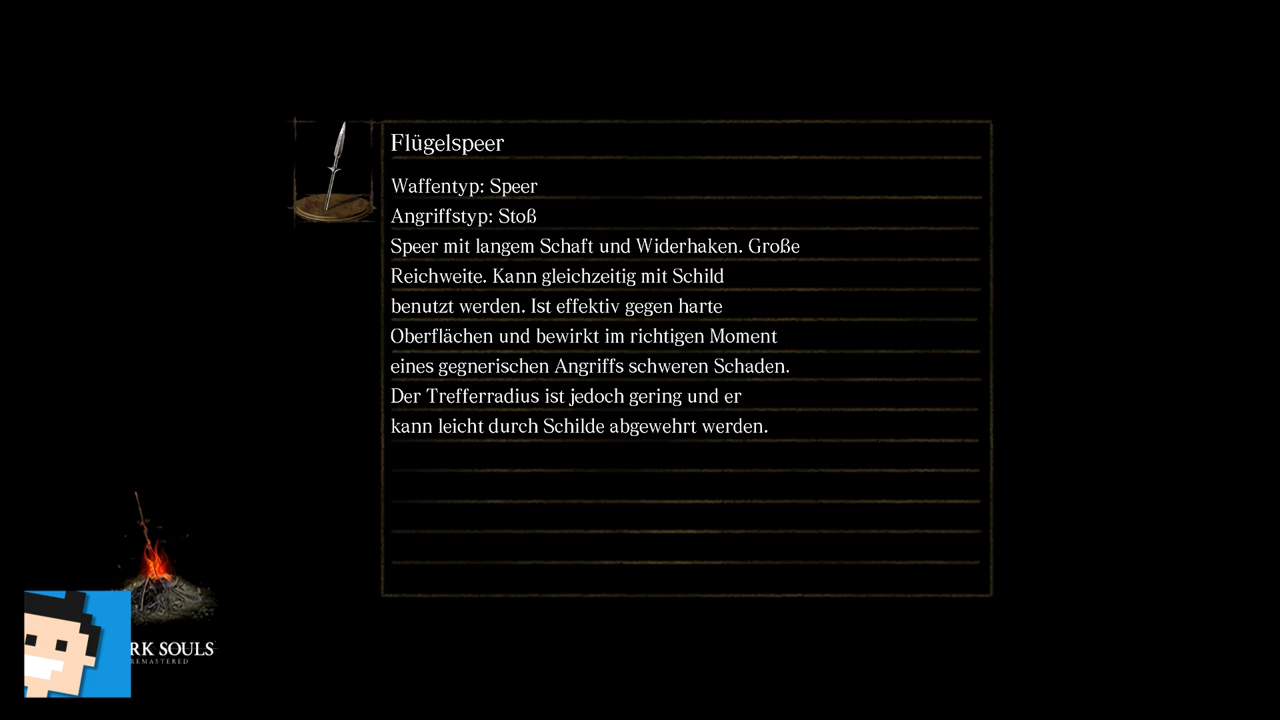 Flügelspeer
Waffentyp: Speer
Angriffstyp: Stoß
Speer mit langem Schaft und Widerhaken. Große
Reichweite. Kann gleichzeitig mit Schild
benutzt werden. Ist effektiv gegen harte
Oberflächen und bewirkt im richtigen Moment
eines gegnerischen Angriffs schweren Schaden.
Der Trefferradius ist jedoch gering und er
kann leicht durch Schilde abgewehrt werden.
RK SOULS
REMASTERED